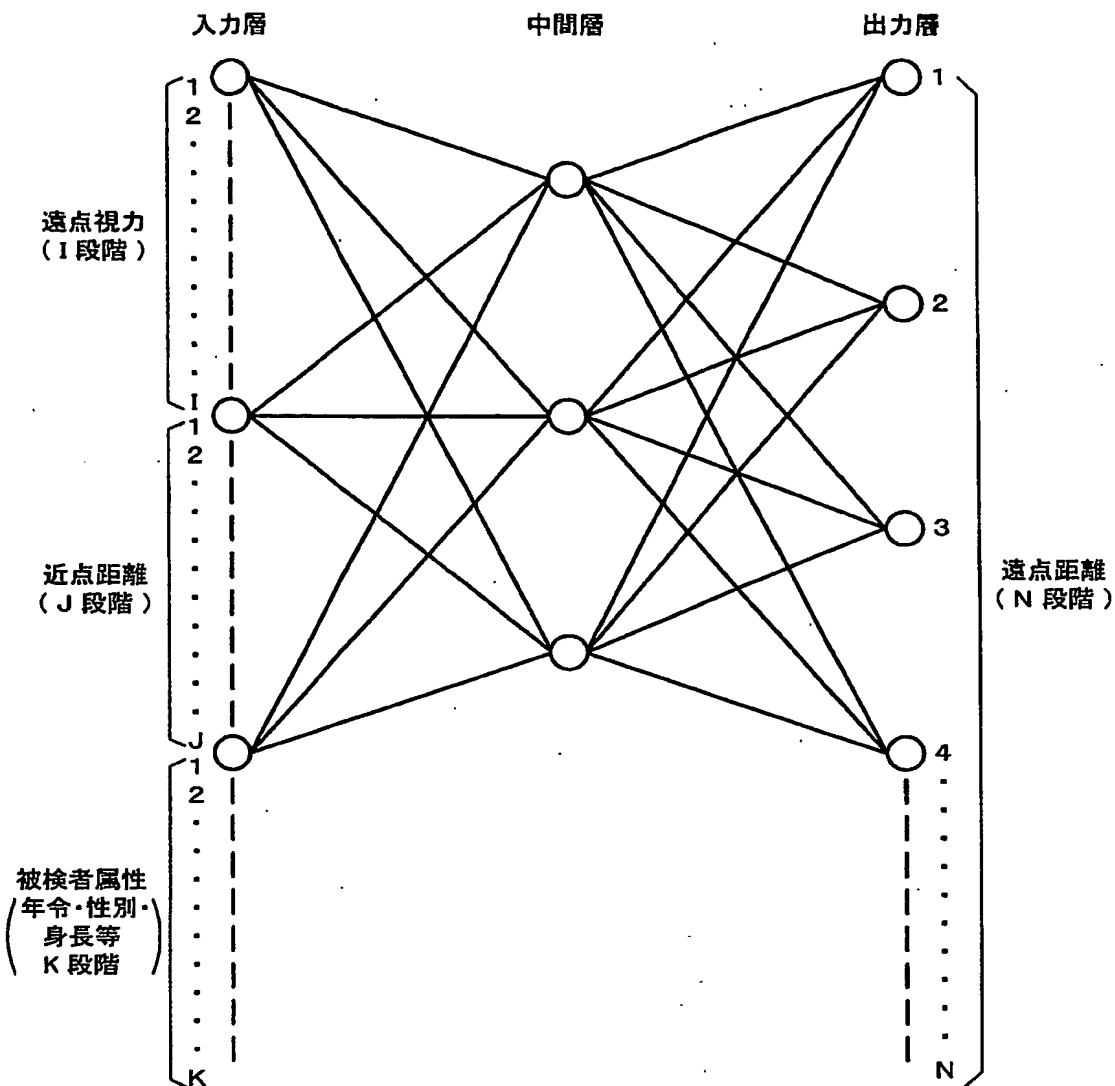 入力層
中間層
出力層
1
2
遠点視力
（I段階）
I
1
2
近点距離
（J段階）
J
1
2
被検者属性
年令・性別・
身長等
K段階
K
1
2
3
4
N
遠点距離
（N段階）